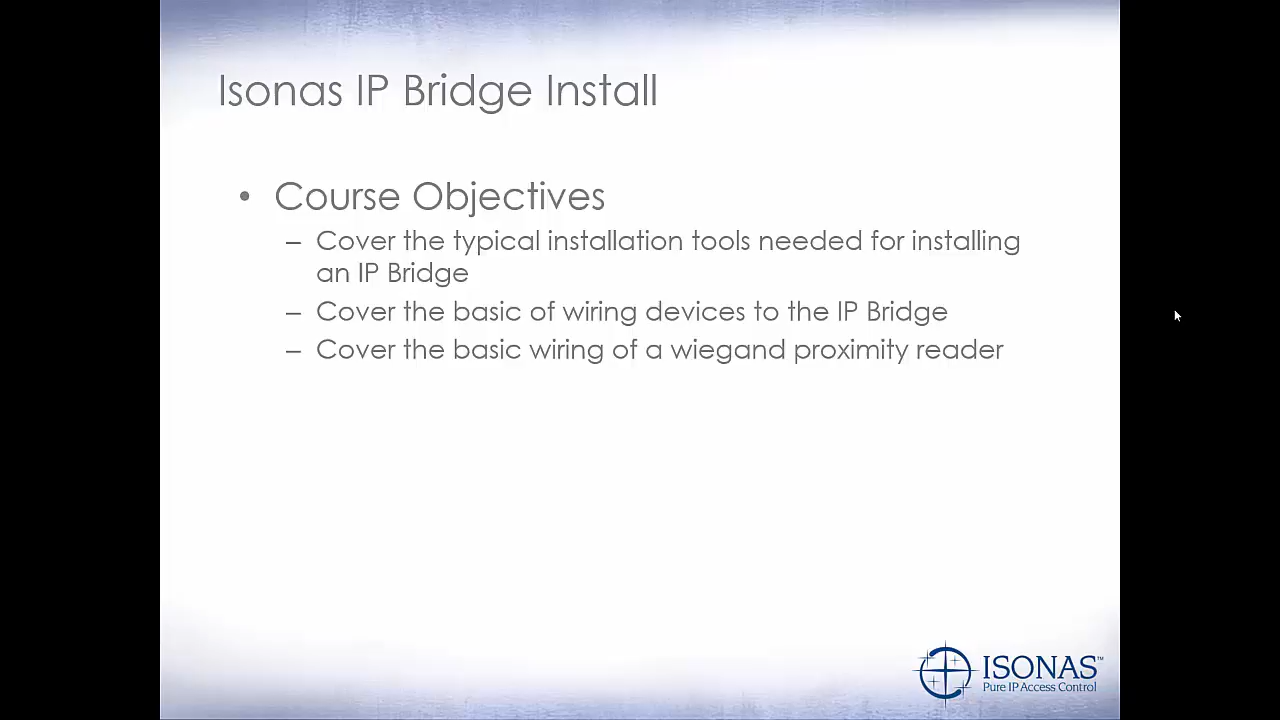 Isonas IP Bridge Install
• Course Objectives
– Cover the typical installation tools needed for installing
an IP Bridge
– Cover the basic of wiring devices to the IP Bridge
– Cover the basic wiring of a wiegand proximity reader
ISONAS™
Pure IP Access Control